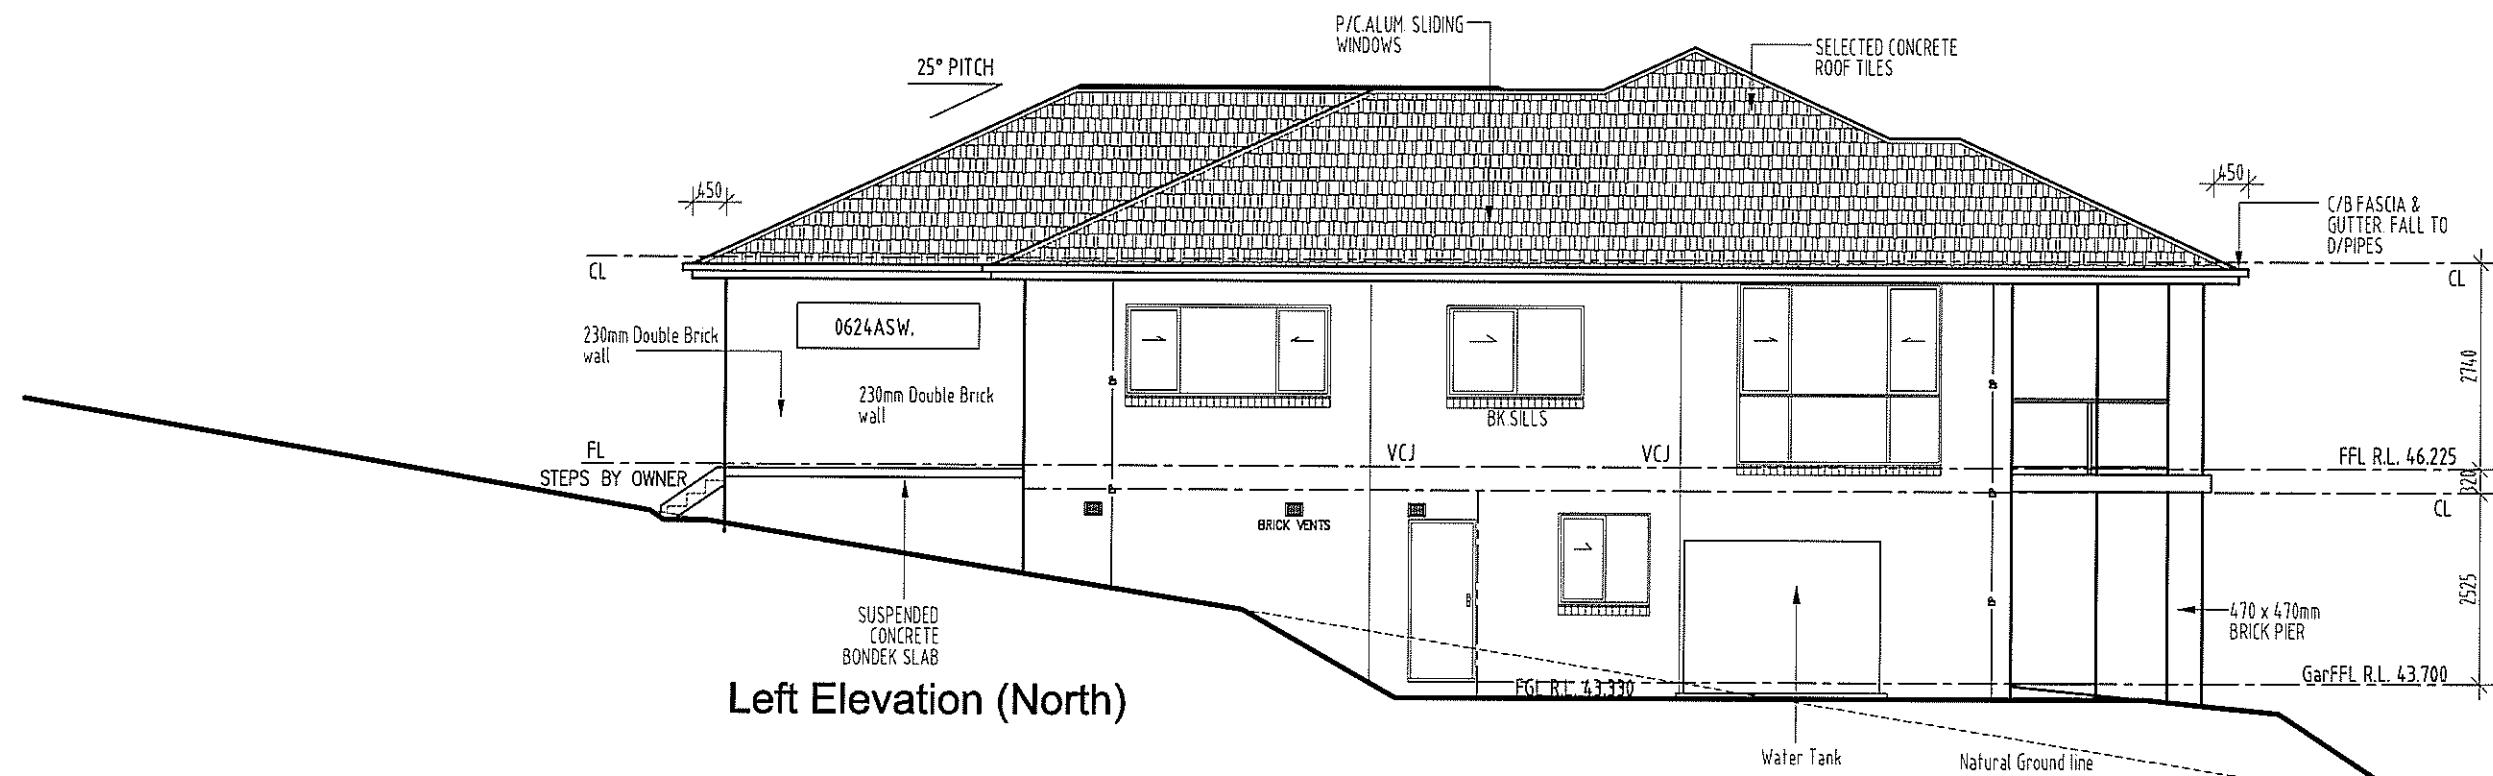 P/C.ALUM. SLIDING
WINDOWS
SELECTED CONCRETE
ROOF TILES
25° PITCH
450
450
C/B FASCIA &
GUTTER. FALL TO
D/PIPES
CL
CL
0624ASW.
230mm Double Brick
wall
230mm Double Brick
wall
2740
BK.SILLS
FL
VCJ
VCJ
FFL R.L. 46.225
STEPS BY OWNER
320
CL
BRICK VENTS
2525
SUSPENDED
CONCRETE
BONDEK SLAB
470 x 470mm
BRICK PIER
GarFFL R.L. 43.700
FGL R.L. 43.330
Left Elevation (North)
Water Tank
Natural Ground line